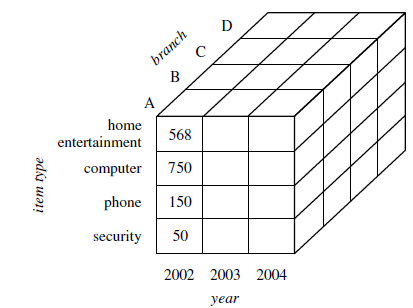 D
branch
C
B
A
home
entertainment 568
computer 750
item type
phone 150
security 50
2002 2003 2004
year